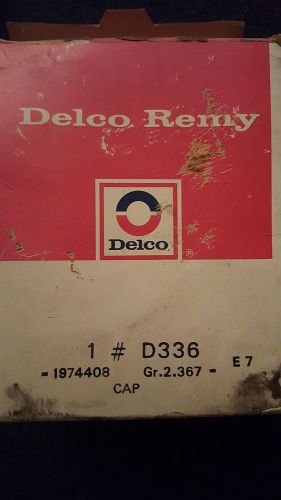 Delco Remy
Delco
®
1 # D336
- 1974408 Gr.2.367 - E7
CAP